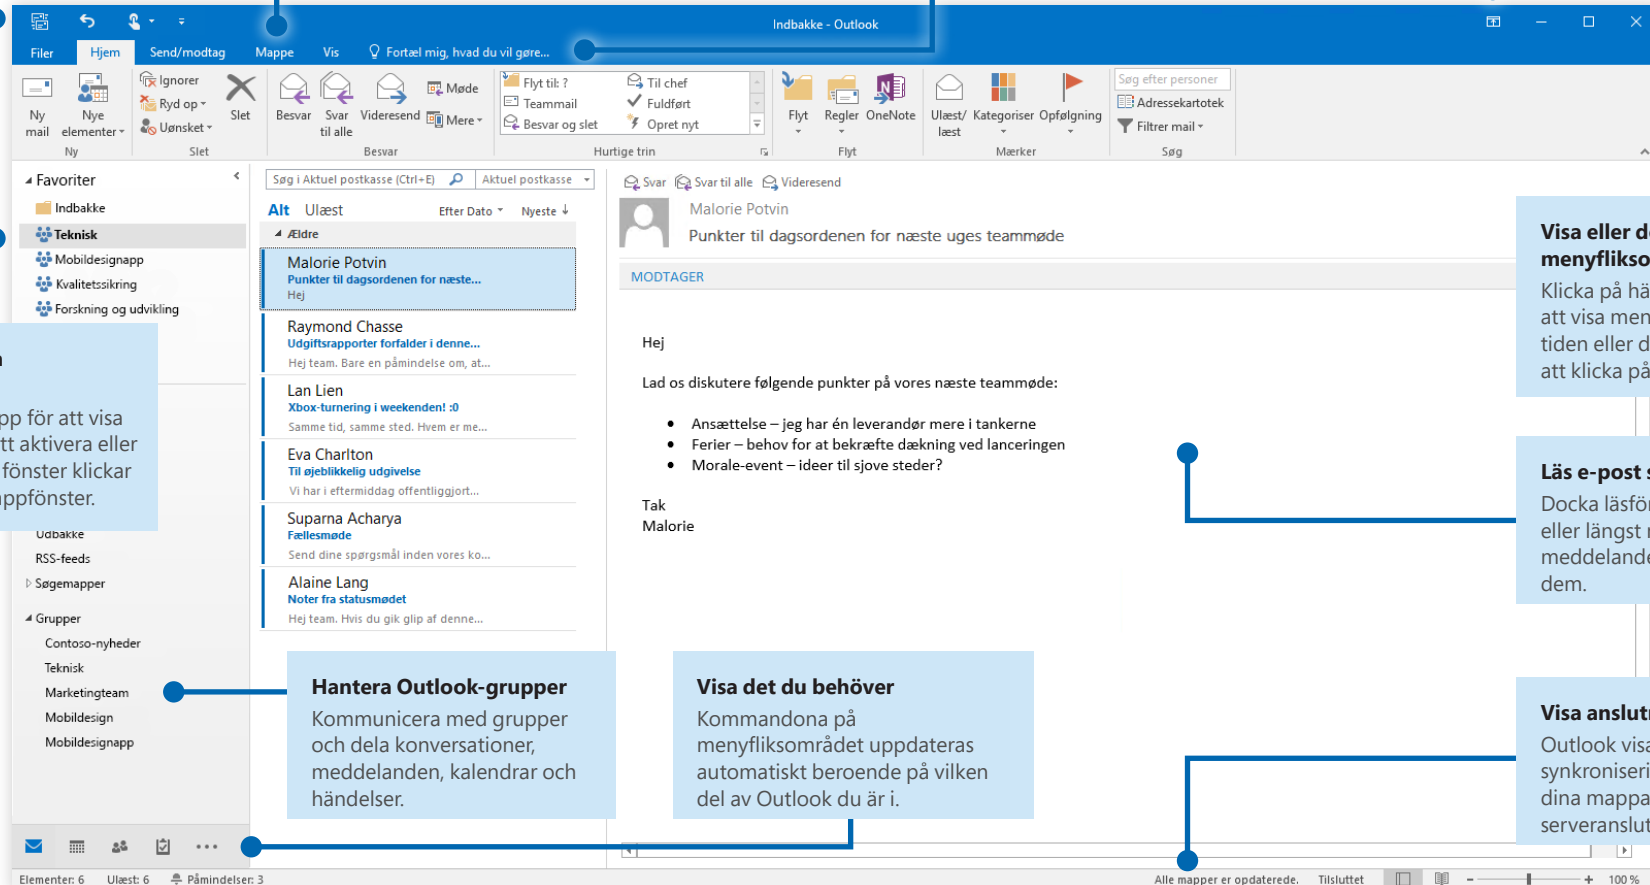 Indbakke - Outlook
Filer
Hjem
Send/modtag
Mappe
Vis
Fortæl mig, hvad du vil gøre...
Ny mail
Nye elementer
Ny
Ignorer
Ryd op
Uønsket
Slet
Slet
Besvar
Svar til alle
Videresend
Møde
Mere
Besvar
Flyt til: ?
Teammail
Besvar og slet
Til chef
Fuldført
Opret nyt
Hurtige trin
Flyt
Regler
OneNote
Flyt
Ulæst/ læst
Kategoriser
Opfølgning
Mærker
Søg efter personer
Adressekartotek
Filtrer mail
Søg
Favoriter
Indbakke
Teknisk
Mobildesignapp
Kvalitetssikring
Forskning og udvikling
pp för att visa
tt aktivera eller
fönster klickar
appfönster.
Udbakke
RSS-feeds
Søgemapper
Grupper
Contoso-nyheder
Teknisk
Marketingteam
Mobildesign
Mobildesignapp
Søg i Aktuel postkasse (Ctrl+E)
Aktuel postkasse
Alt Ulæst
Efter Dato
Nyeste
Ældre
Malorie Potvin
Punkter til dagsordenen for næste...
Hej
Raymond Chasse
Udgiftsrapporter forfalder i denne...
Hej team. Bare en påmindelse om, at...
Lan Lien
Xbox-turnering i weekenden! :0
Samme tid, samme sted. Hvem er me...
Eva Charlton
Til øjeblikkelig udgivelse
Vi har i eftermiddag offentliggjort...
Suparna Acharya
Fællesmøde
Send dine spørgsmål inden vores ko...
Alaine Lang
Noter fra statusmødet
Hej team. Hvis du gik glip af denne...
Svar
Svar til alle
Videresend
Malorie Potvin
Punkter til dagsordenen for næste uges teammøde
MODTAGER
Hej
Lad os diskutere følgende punkter på vores næste teammøde:
• Ansættelse – jeg har én leverandør mere i tankerne
• Ferier – behov for at bekræfte dækning ved lanceringen
• Morale-event – ideer til sjove steder?
Tak
Malorie
Visa eller d
menyflikso
Klicka på hä
att visa men
tiden eller d
att klicka på
Läs e-post s
Docka läsför
eller längst
meddelande
dem.
Visa anslut
Outlook visa
synkroniseri
dina mappa
serveranslut
Hantera Outlook-grupper
Kommunicera med grupper
och dela konversationer,
meddelanden, kalendrar och
händelser.
Visa det du behöver
Kommandona på
menyfliksområdet uppdateras
automatiskt beroende på vilken
del av Outlook du är i.
Elementer: 6
Ulæst: 6
Påmindelser: 3
Alle mapper er opdaterede.
Tilsluttet
100 %